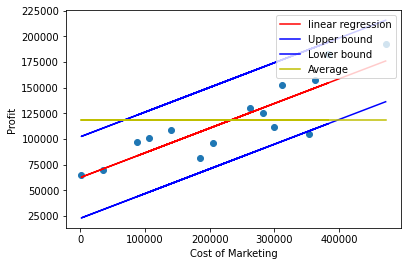 225000
200000
175000
150000
125000
100000
75000
50000
25000
Profit
linear regression
Upper bound
Lower bound
Average
0
100000
200000
300000
400000
Cost of Marketing